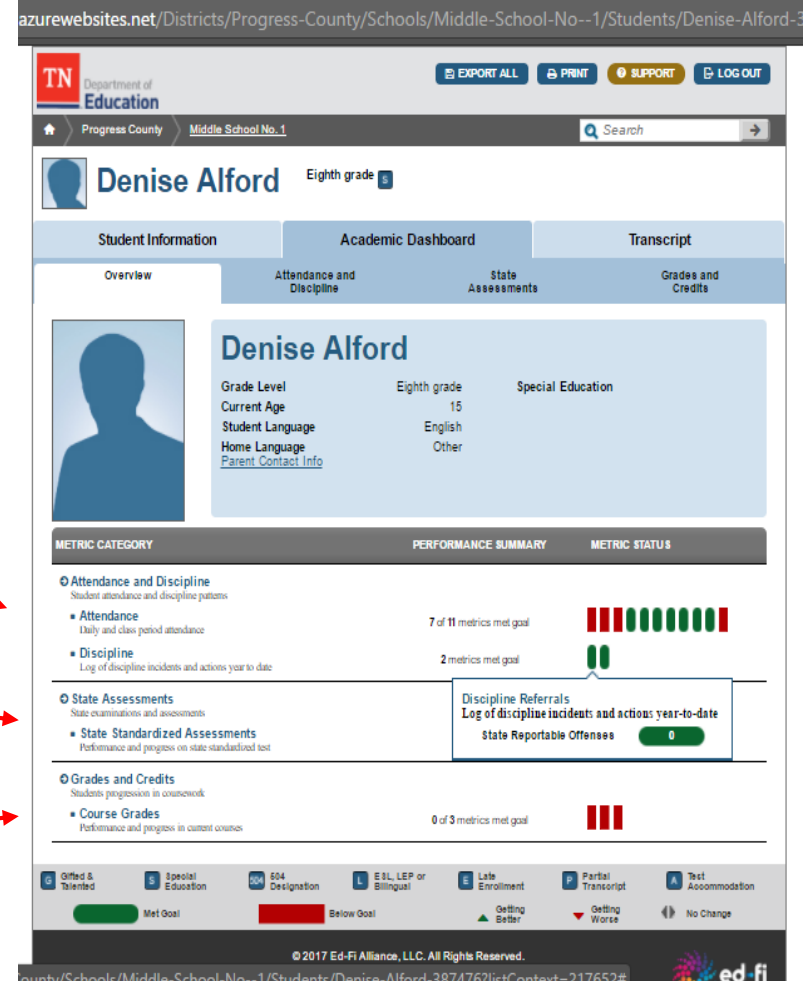 azurewebsites.net/Districts/Progress-County/Schools/Middle-School-No--1/Students/Denise-Alford-3
TN Department of
Education
EXPORT ALL PRINT SUPPORT LOG OUT
Progress County Middle School No. 1 Search
Denise Alford Eighth grade S
Student Information Academic Dashboard Transcript
Overview Attendance and Discipline State Assessments Grades and Credits
Denise Alford
Grade Level Eighth grade Special Education
Current Age 15
Student Language English
Home Language Other
Parent Contact Info
METRIC CATEGORY PERFORMANCE SUMMARY METRIC STATUS
Attendance and Discipline
Student attendance and discipline patterns
Attendance
Daily and class period attendance
7 of 11 metrics met goal
Discipline
Log of discipline incidents and actions year to date
2 metrics met goal
State Assessments
State examinations and assessments
State Standardized Assessments
Performance and progress on state standardized test
Discipline Referrals
Log of discipline incidents and actions year-to-date
State Reportable Offenses 0
Grades and Credits
Students progression in coursework
Course Grades
Performance and progress in current courses
0 of 3 metrics met goal
G Gifted & Talented S Special Education 504 504 Designation L ESL, LEP or Bilingual E Late Enrollment P Partial Transcript A Test Accommodation
Met Goal Below Goal Getting Better Getting Worse No Change
© 2017 Ed-Fi Alliance, LLC. All Rights Reserved.
ed-fi
ounty/Schools/Middle-School-No--1/Students/Denise-Alford-387476?listContext=217652#